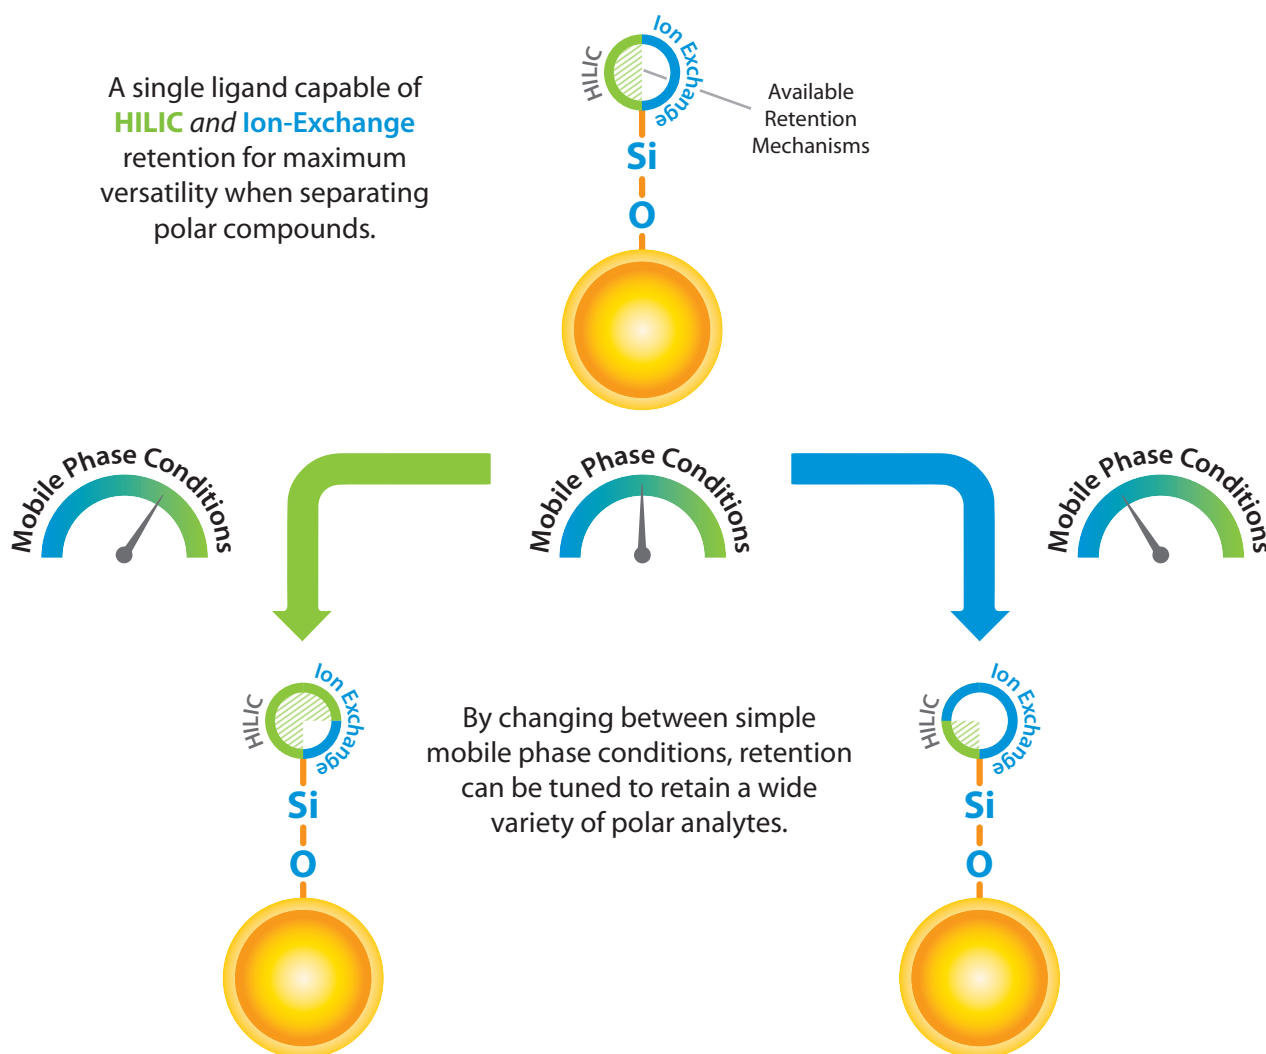 A single ligand capable of
HILIC and Ion-Exchange
retention for maximum
versatility when separating
polar compounds.
HILIC
Ion Exchange
Available
Retention
Mechanisms
Si
O
Mobile Phase Conditions
Mobile Phase Conditions
Mobile Phase Conditions
HILIC
Ion Exchange
Si
O
By changing between simple
mobile phase conditions, retention
can be tuned to retain a wide
variety of polar analytes.
HILIC
Ion Exchange
Si
O